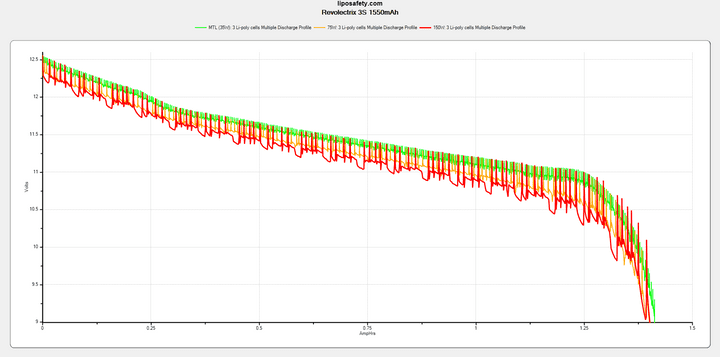 liposafety.com
Revolectrix 3S 1550mAh
MTL (35/n): 3 Li-poly cells Multiple Discharge Profile 75/n: 3 Li-poly cells Multiple Discharge Profile 150/n: 3 Li-poly cells Multiple Discharge Profile
12.5
12
11.5
11
10.5
10
9.5
9
Volts
0 0.25 0.5 0.75 1 1.25 1.5
AmpHrs